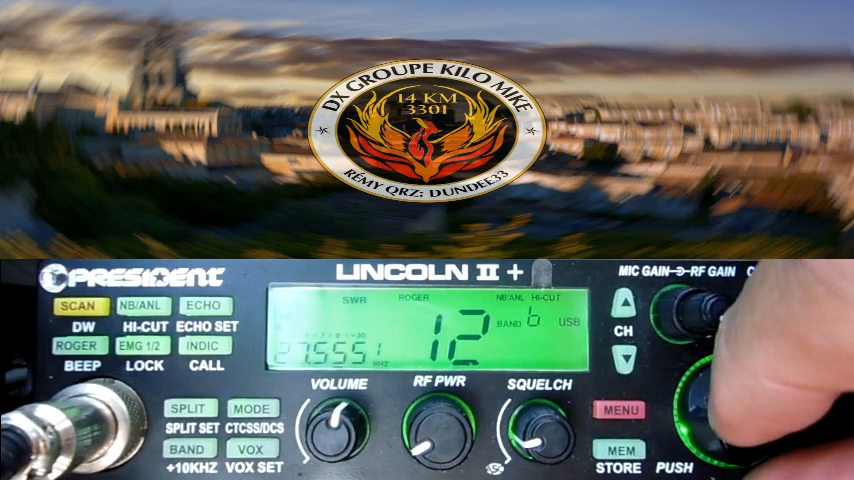 DX GROUPE KILO MIKE
14 KM
3301
RÉMY QRZ: DUNDEE33
PRESIDENT
LINCOLN II +
MIC GAIN RF GAIN
SCAN NB/ANL ECHO
DW HI-CUT ECHO SET
ROGER EMG 1/2 INDIC
BEEP LOCK CALL
SWR ROGER NB/ANL HI-CUT
12 BAND b USB
27.555 MHz
CH
VOLUME RF PWR SQUELCH
SPLIT MODE
SPLIT SET CTCSS/DCS
BAND VOX
+10KHZ VOX SET
ASC
MENU
MEM
STORE PUSH